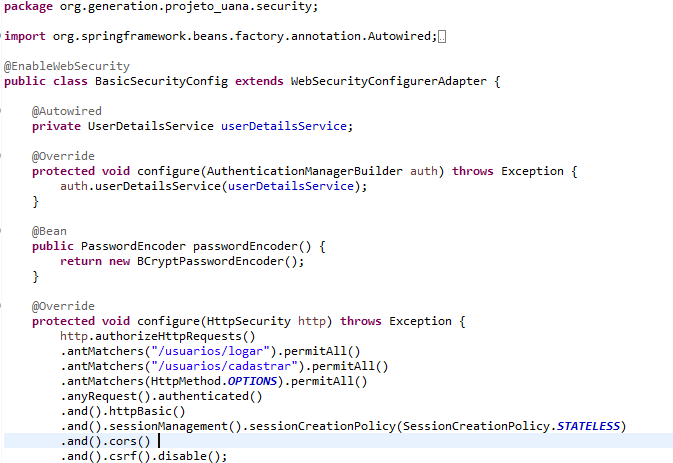 package org.generation.projeto_uana.security;
import org.springframework.beans.factory.annotation.Autowired;
@EnableWebSecurity
public class BasicSecurityConfig extends WebSecurityConfigurerAdapter {
@Autowired
private UserDetailsService userDetailsService;
@Override
protected void configure(AuthenticationManagerBuilder auth) throws Exception {
auth.userDetailsService(userDetailsService);
}
@Bean
public PasswordEncoder passwordEncoder() {
return new BCryptPasswordEncoder();
}
@Override
protected void configure(HttpSecurity http) throws Exception {
http.authorizeHttpRequests()
.antMatchers("/usuarios/logar").permitAll()
.antMatchers("/usuarios/cadastrar").permitAll()
.antMatchers(HttpMethod.OPTIONS).permitAll()
.anyRequest().authenticated()
.and().httpBasic()
.and().sessionManagement().sessionCreationPolicy(SessionCreationPolicy.STATELESS)
.and().cors()
.and().csrf().disable();